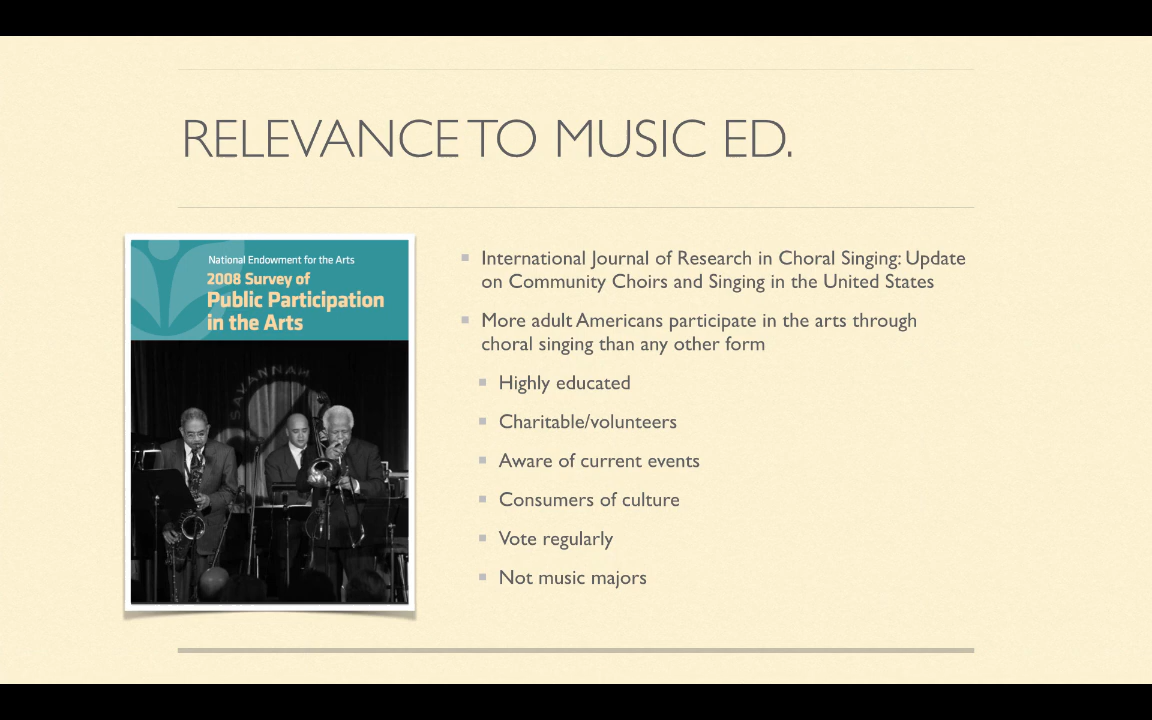 RELEVANCE TO MUSIC ED.
National Endowment for the Arts
2008 Survey of
Public Participation
in the Arts
SAVANNAH
International Journal of Research in Choral Singing: Update
on Community Choirs and Singing in the United States
More adult Americans participate in the arts through
choral singing than any other form
Highly educated
Charitable/volunteers
Aware of current events
Consumers of culture
Vote regularly
Not music majors